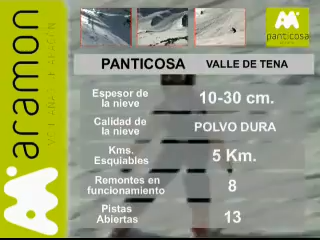 aramon
panticosa
PANTICOSA VALLE DE TENA
Espesor de
la nieve
10-30 cm.
Calidad de
la nieve
POLVO DURA
Kms.
Esquiables
5 Km.
Remontes en
funcionamiento
8
Pistas
Abiertas
13